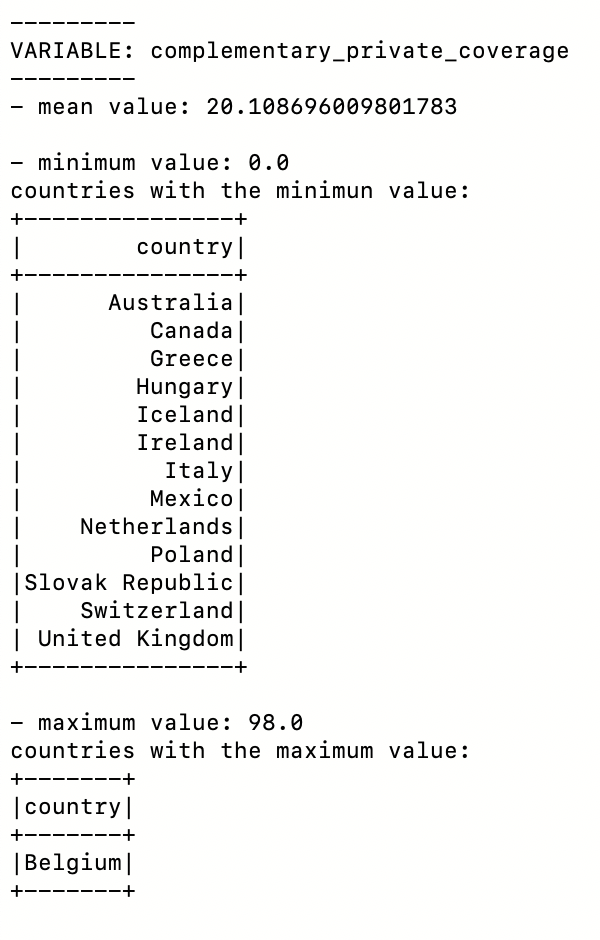 ---------
VARIABLE: complementary_private_coverage
---------
- mean value: 20.108696009801783
- minimum value: 0.0
countries with the minimun value:
+---------------+
|        country|
+---------------+
|      Australia|
|         Canada|
|         Greece|
|        Hungary|
|        Iceland|
|        Ireland|
|          Italy|
|         Mexico|
|    Netherlands|
|         Poland|
|Slovak Republic|
|    Switzerland|
| United Kingdom|
+---------------+
- maximum value: 98.0
countries with the maximum value:
+-------+
|country|
+-------+
|Belgium|
+-------+